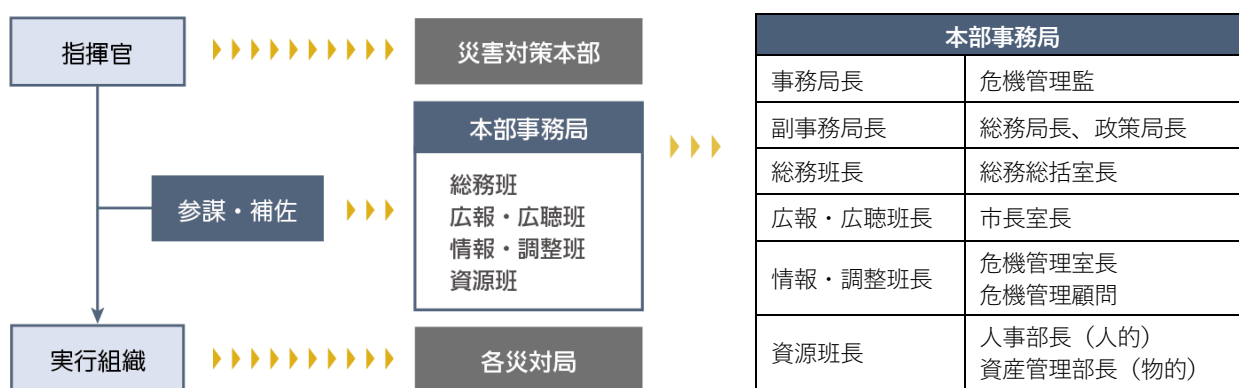 指揮官
災害対策本部
本部事務局
総務班
広報・広聴班
情報・調整班
資源班
参謀・補佐
実行組織
各災対局
本部事務局
事務局長 危機管理監
副事務局長 総務局長、政策局長
総務班長 総務総括室長
広報・広聴班長 市長室長
情報・調整班長 危機管理室長
危機管理顧問
資源班長 人事部長（人的）
資産管理部長（物的）